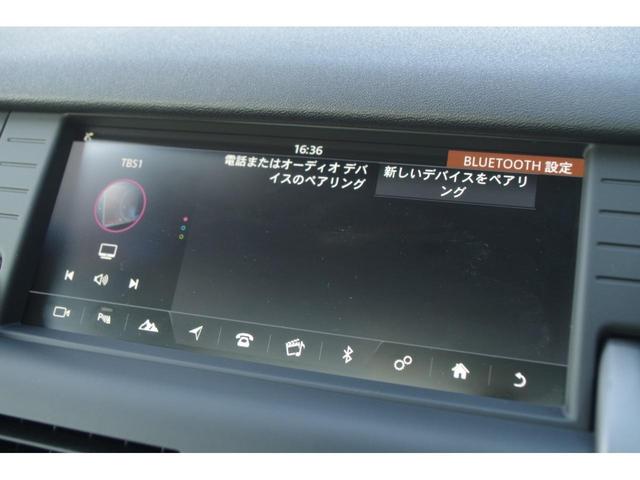 16:36
BLUETOOTH 設定
TBS1
電話またはオーディオ デバ
イスのペアリング
新しいデバイスをペアリ
ング